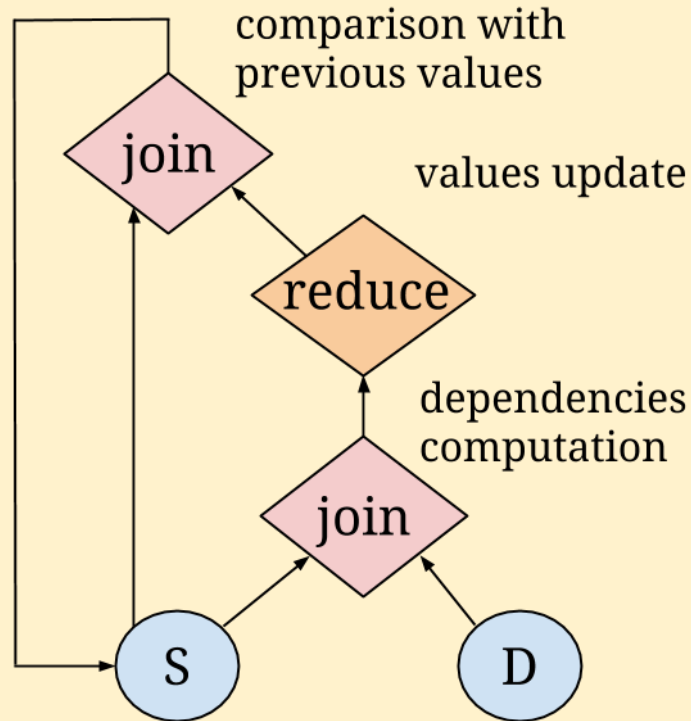 comparison with
previous values
join
values update
reduce
dependencies
computation
join
S
D